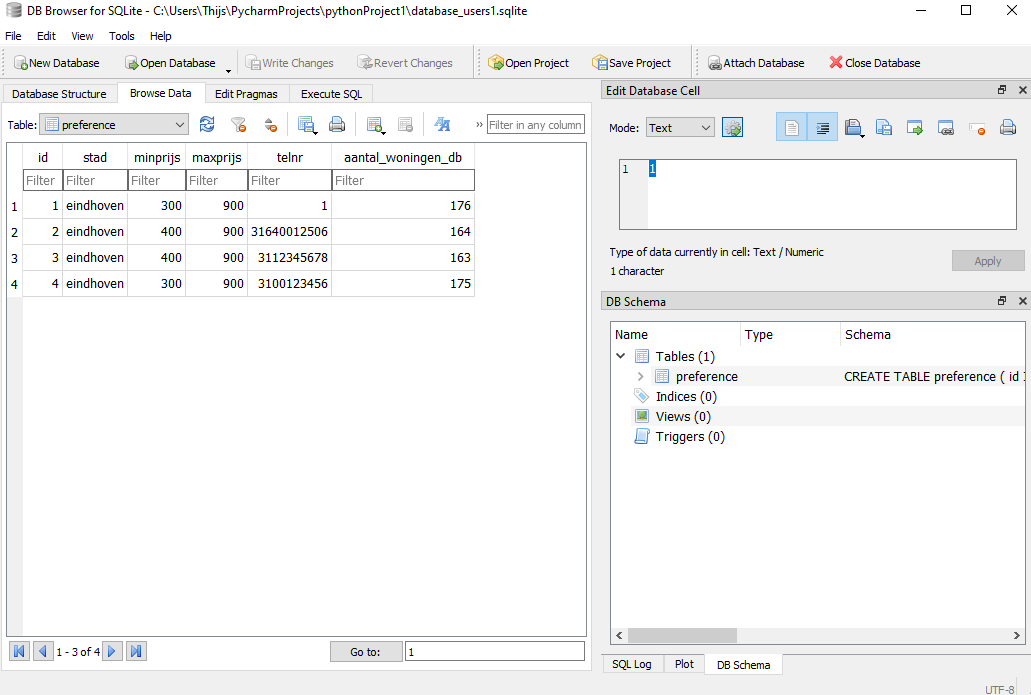 DB Browser for SQLite - C:\Users\Thijs\PycharmProjects\pythonProject1\database_users1.sqlite
File Edit View Tools Help
New Database Open Database Write Changes Revert Changes Open Project Save Project Attach Database Close Database
Database Structure Browse Data Edit Pragmas Execute SQL
Table: preference » Filter in any column
id stad minprijs maxprijs telnr aantal_woningen_db
Filter Filter Filter Filter Filter Filter
1 1 eindhoven 300 900 1 176
2 2 eindhoven 400 900 31640012506 164
3 3 eindhoven 400 900 3112345678 163
4 4 eindhoven 300 900 3100123456 175
1 - 3 of 4 Go to: 1
Edit Database Cell
Mode: Text
1 1
Type of data currently in cell: Text / Numeric
1 character
Apply
DB Schema
Name Type Schema
Tables (1)
preference CREATE TABLE preference ( id
Indices (0)
Views (0)
Triggers (0)
SQL Log Plot DB Schema
UTF-8